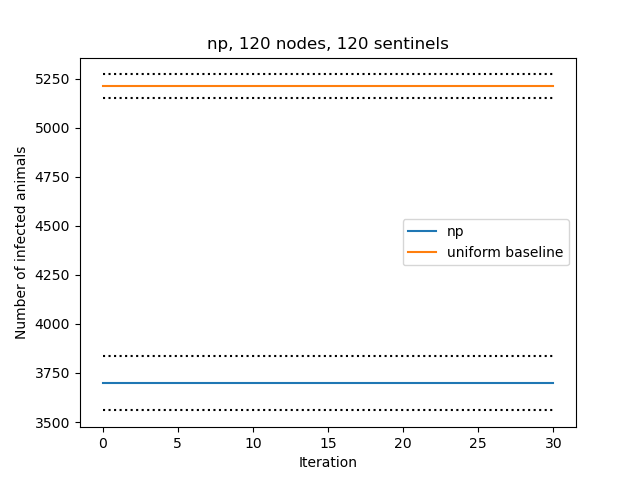 np, 120 nodes, 120 sentinels
5250
5000
4750
4500
4250
4000
3750
3500
Number of infected animals
np
uniform baseline
0 5 10 15 20 25 30
Iteration